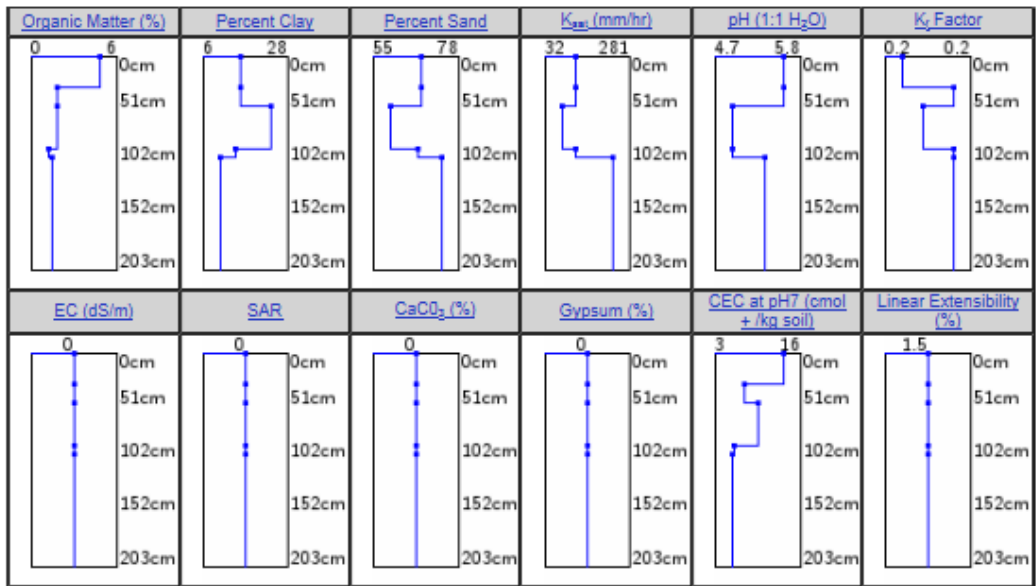 Organic Matter (%)
Percent Clay
Percent Sand
Ksat (mm/hr)
pH (1:1 H₂O)
Kf Factor
0 6
0cm
51cm
102cm
152cm
203cm
6 28
0cm
51cm
102cm
152cm
203cm
55 78
0cm
51cm
102cm
152cm
203cm
32 281
0cm
51cm
102cm
152cm
203cm
4.7 5.8
0cm
51cm
102cm
152cm
203cm
0.2 0.2
0cm
51cm
102cm
152cm
203cm
EC (dS/m)
SAR
CaC0₃ (%)
Gypsum (%)
CEC at pH7 (cmol
+ /kg soil)
Linear Extensibility
(%)
0
0cm
51cm
102cm
152cm
203cm
0
0cm
51cm
102cm
152cm
203cm
0
0cm
51cm
102cm
152cm
203cm
0
0cm
51cm
102cm
152cm
203cm
3 16
0cm
51cm
102cm
152cm
203cm
1.5
0cm
51cm
102cm
152cm
203cm